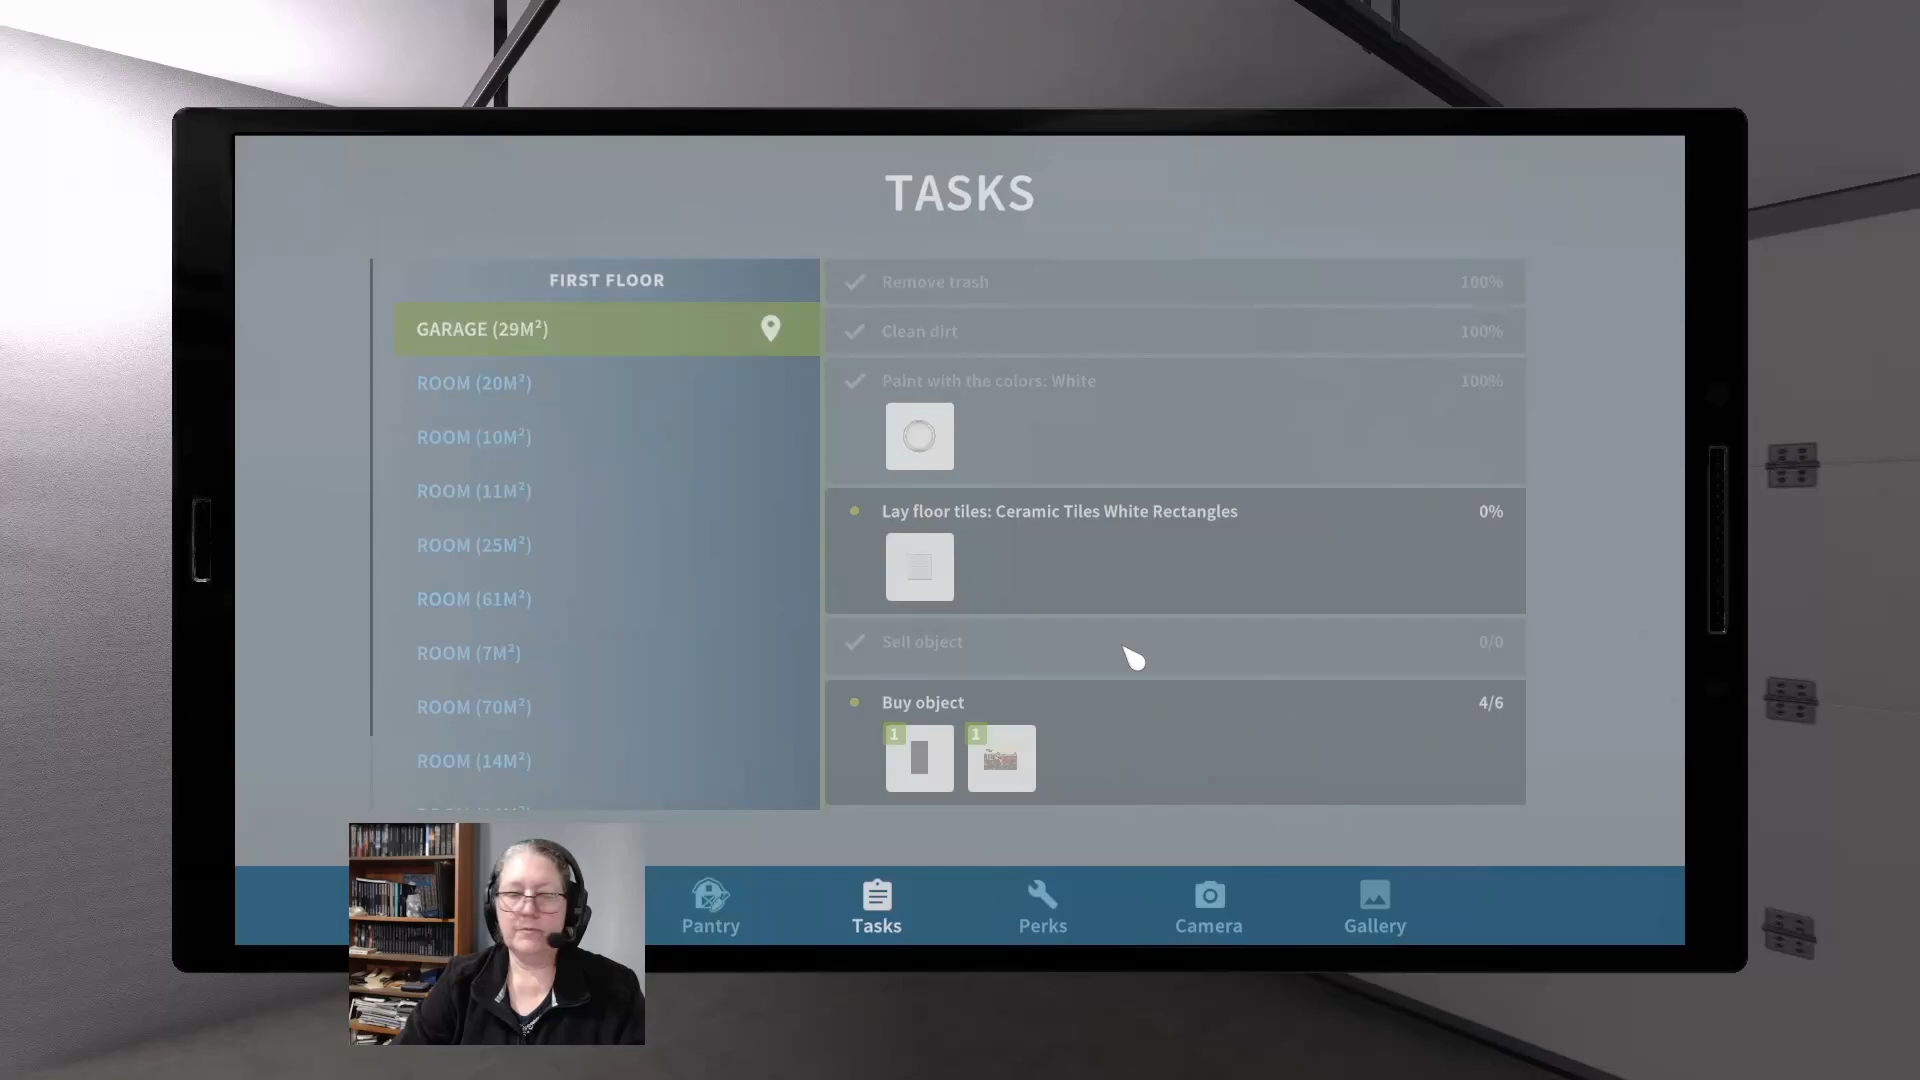 TASKS
FIRST FLOOR
GARAGE (29M²)
ROOM (20M²)
ROOM (10M²)
ROOM (11M²)
ROOM (25M²)
ROOM (61M²)
ROOM (7M²)
ROOM (70M²)
ROOM (14M²)
Remove trash 100%
Clean dirt 100%
Paint with the colors: White 100%
Lay floor tiles: Ceramic Tiles White Rectangles 0%
Sell object 0/0
Buy object 4/6
1 1
Pantry Tasks Perks Camera Gallery